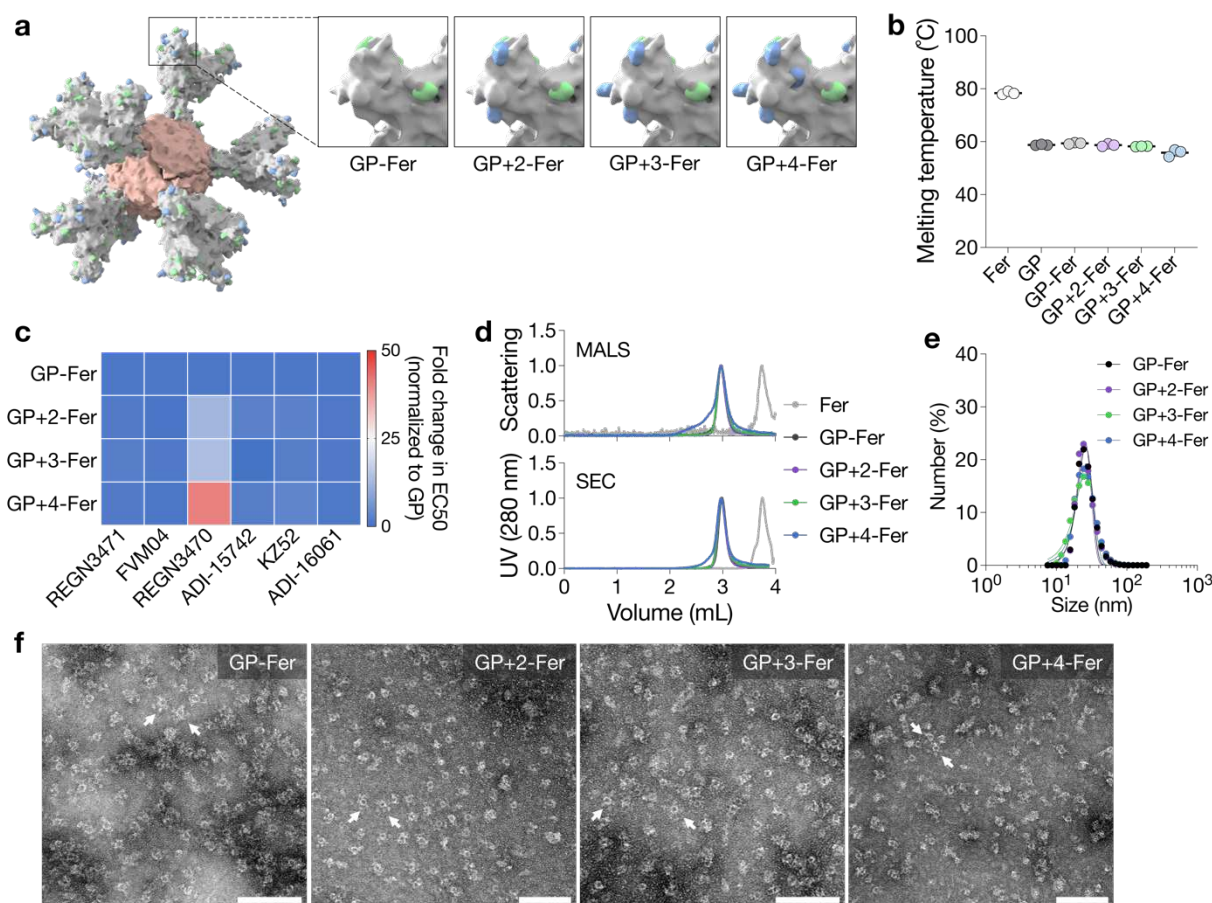 a
GP-Fer
GP+2-Fer
GP+3-Fer
GP+4-Fer
b
Melting temperature (°C)
100
80
60
40
20
Fer
GP
GP-Fer
GP+2-Fer
GP+3-Fer
GP+4-Fer
c
GP-Fer
GP+2-Fer
GP+3-Fer
GP+4-Fer
REGN3471
FVM04
REGN3470
ADI-15742
KZ52
ADI-16061
50
25
0
Fold change in EC50
(normalized to GP)
d
Scattering
1.5
1.0
0.5
0.0
MALS
UV (280 nm)
1.5
1.0
0.5
0.0
SEC
0 1 2 3 4
Volume (mL)
Fer
GP-Fer
GP+2-Fer
GP+3-Fer
GP+4-Fer
e
Number (%)
40
30
20
10
0
10⁰ 10¹ 10² 10³
Size (nm)
GP-Fer
GP+2-Fer
GP+3-Fer
GP+4-Fer
f
GP-Fer
GP+2-Fer
GP+3-Fer
GP+4-Fer